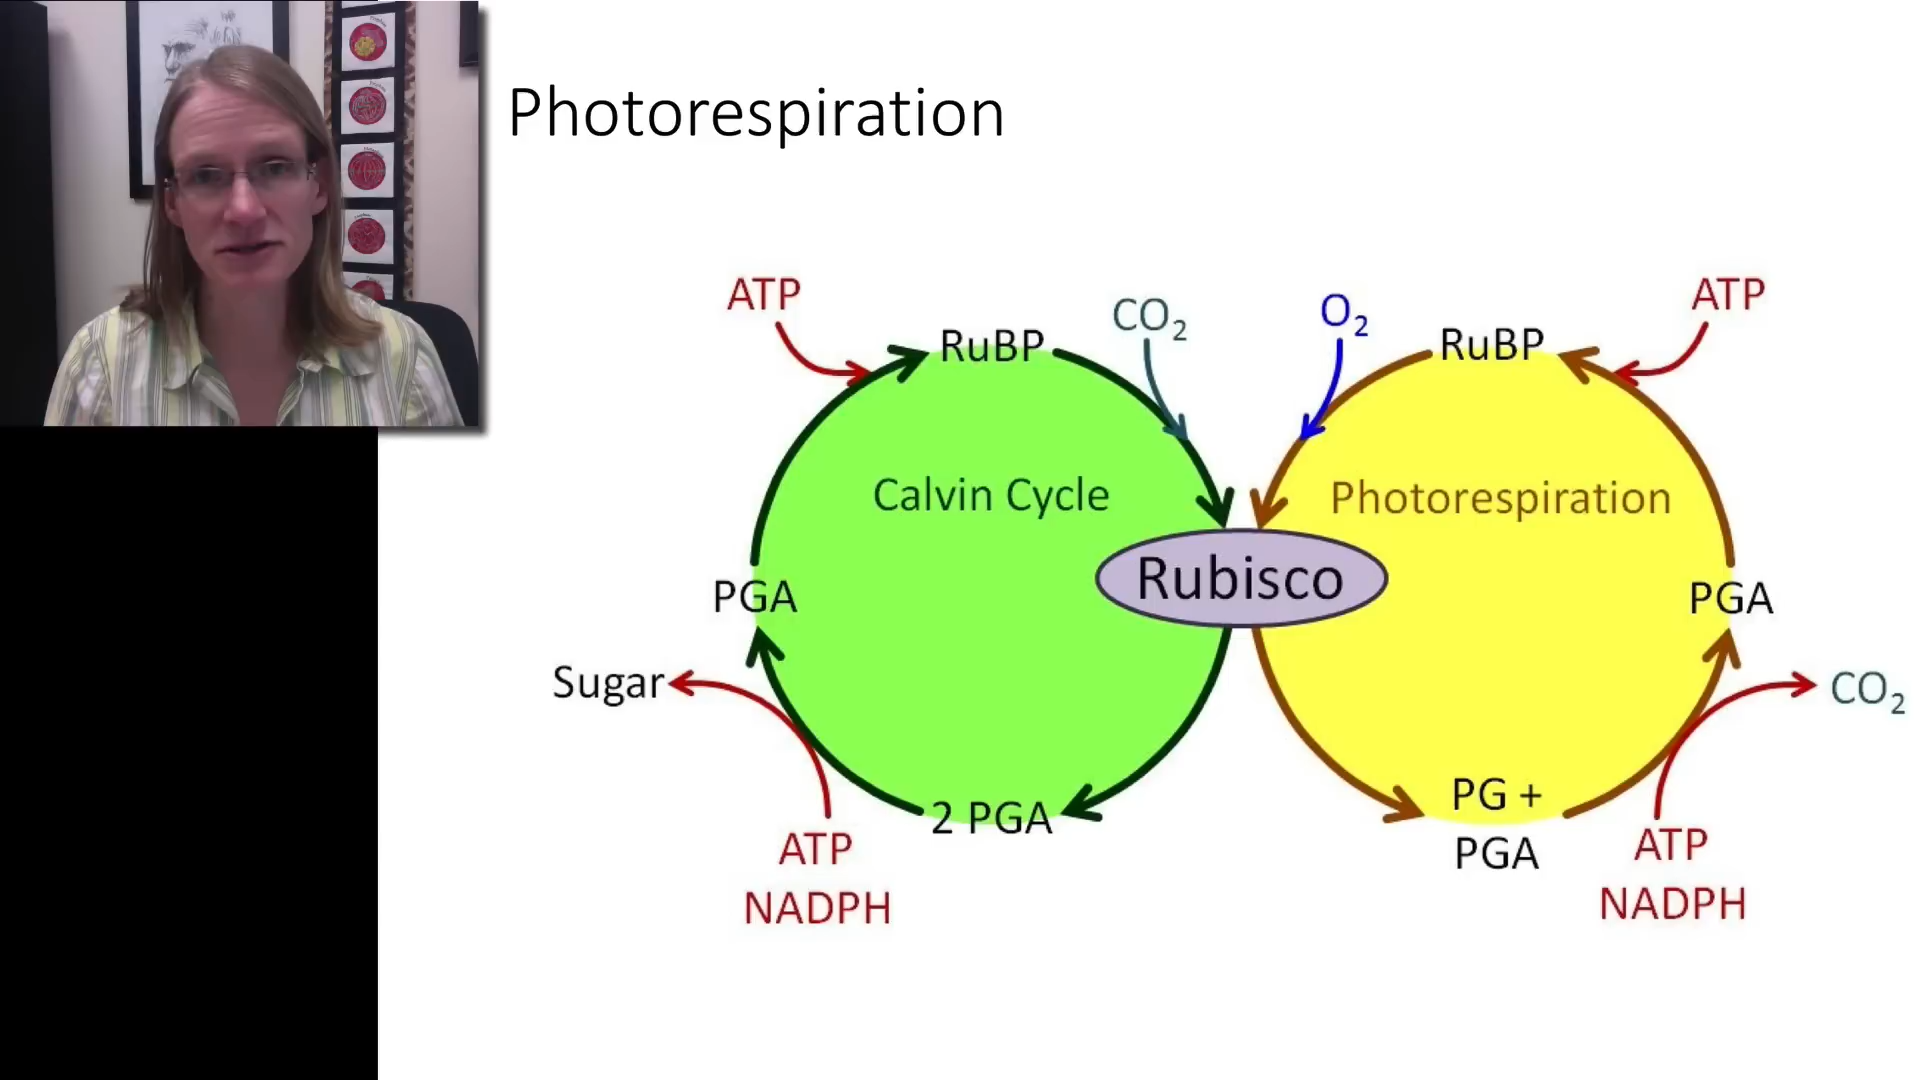 Photorespiration
ATP
CO₂
O₂
ATP
RuBP
RuBP
Calvin Cycle
Photorespiration
Rubisco
PGA
PGA
Sugar
CO₂
2 PGA
PG +
PGA
ATP
NADPH
ATP
NADPH